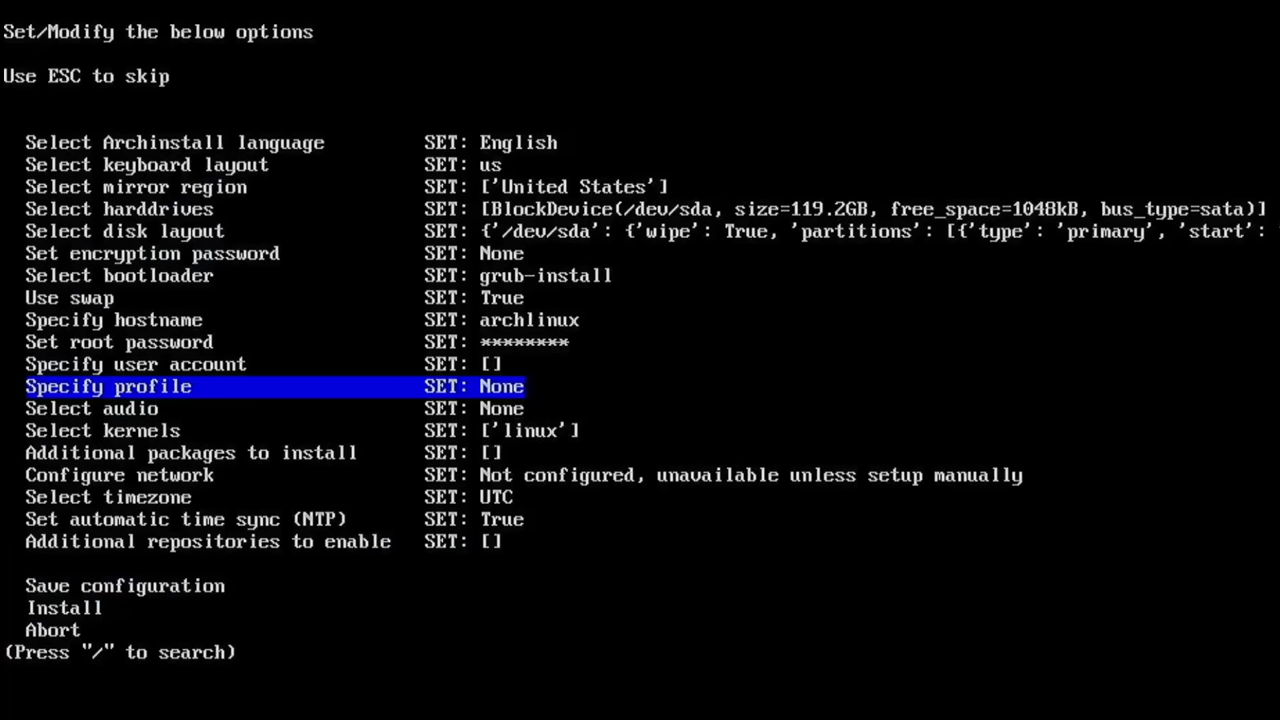 Set/Modify the below options
Use ESC to skip
Select Archinstall language SET: English
Select keyboard layout SET: us
Select mirror region SET: ['United States']
Select harddrives SET: [BlockDevice(/dev/sda, size=119.2GB, free_space=1048kB, bus_type=sata)]
Select disk layout SET: {'/dev/sda': {'wipe': True, 'partitions': [{'type': 'primary', 'start':
Set encryption password SET: None
Select bootloader SET: grub-install
Use swap SET: True
Specify hostname SET: archlinux
Set root password SET: ********
Specify user account SET: []
Specify profile SET: None
Select audio SET: None
Select kernels SET: ['linux']
Additional packages to install SET: []
Configure network SET: Not configured, unavailable unless setup manually
Select timezone SET: UTC
Set automatic time sync (NTP) SET: True
Additional repositories to enable SET: []
Save configuration
Install
Abort
(Press "/" to search)